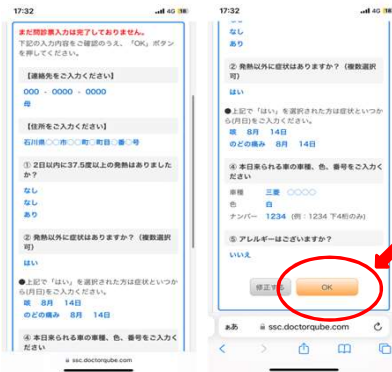 17:32
4G 18
まだ問診票入力は完了しておりません。
下記の入力内容をご確認のうえ、「OK」ボタン
を押してください。
【連絡先をご入力ください】
000 - 0000 - 0000
母
【住所をご入力ください】
石川県○○市○○町○町目○番○号
① 2日以内に37.5度以上の発熱はありました
か？
なし
なし
あり
② 発熱以外に症状はありますか？（複数選択
可）
はい
●上記で「はい」を選択された方は症状といつか
ら(月日)をご入力ください。
咳 8月 14日
のどの痛み 8月 14日
④ 本日来られる車の車種、色、番号をご入力く
ださい
ssc.doctorqube.com
17:32
4G 18
なし
あり
② 発熱以外に症状はありますか？（複数選択
可）
はい
●上記で「はい」を選択された方は症状といつか
ら(月日)をご入力ください。
咳 8月 14日
のどの痛み 8月 14日
④ 本日来られる車の車種、色、番号をご入力く
ださい
車種 三菱 ○○○○
色 白
ナンバー 1234 (例：1234 下4桁のみ)
⑤ アレルギーはございますか？
いいえ
修正する OK
ああ ssc.doctorqube.com